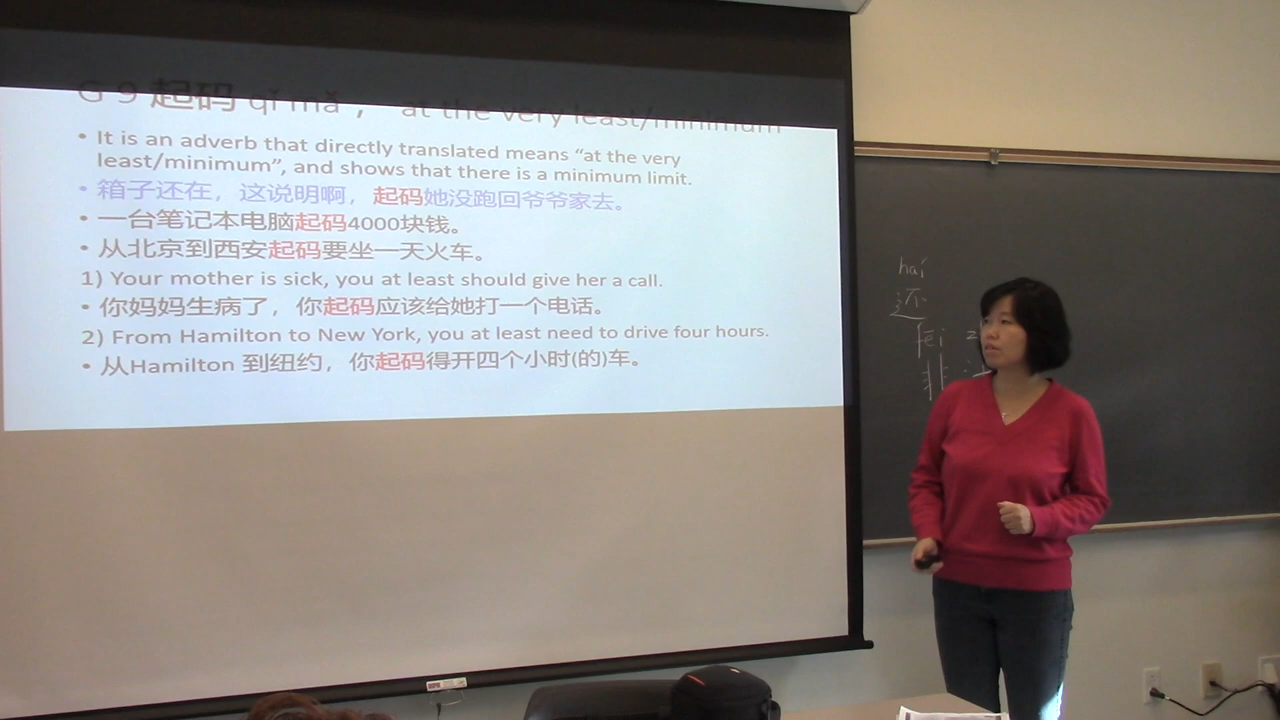 G 9 起码 qǐ mǎ , at the very least/minimum
• It is an adverb that directly translated means “at the very
least/minimum”, and shows that there is a minimum limit.
• 箱子还在，这说明啊，起码她没跑回爷爷家去。
• 一台笔记本电脑起码4000块钱。
• 从北京到西安起码要坐一天火车。
1) Your mother is sick, you at least should give her a call.
• 你妈妈生病了，你起码应该给她打一个电话。
2) From Hamilton to New York, you at least need to drive four hours.
• 从Hamilton 到纽约，你起码得开四个小时(的)车。
hái
还
fēi
非